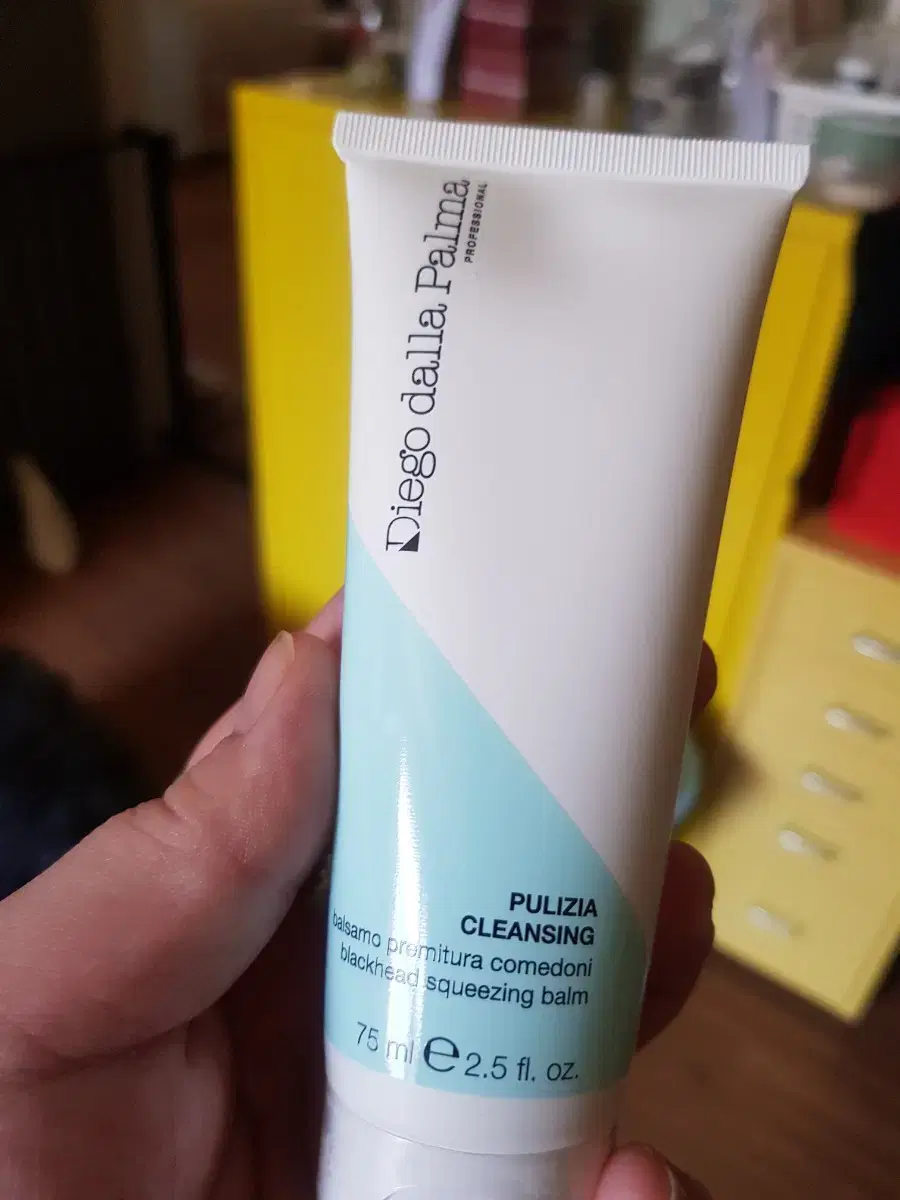 Diego dalla Palma
PROFESSIONAL
PULIZIA
CLEANSING
balsamo premitura comedoni
blackhead squeezing balm
75 ml e 2.5 fl. oz.